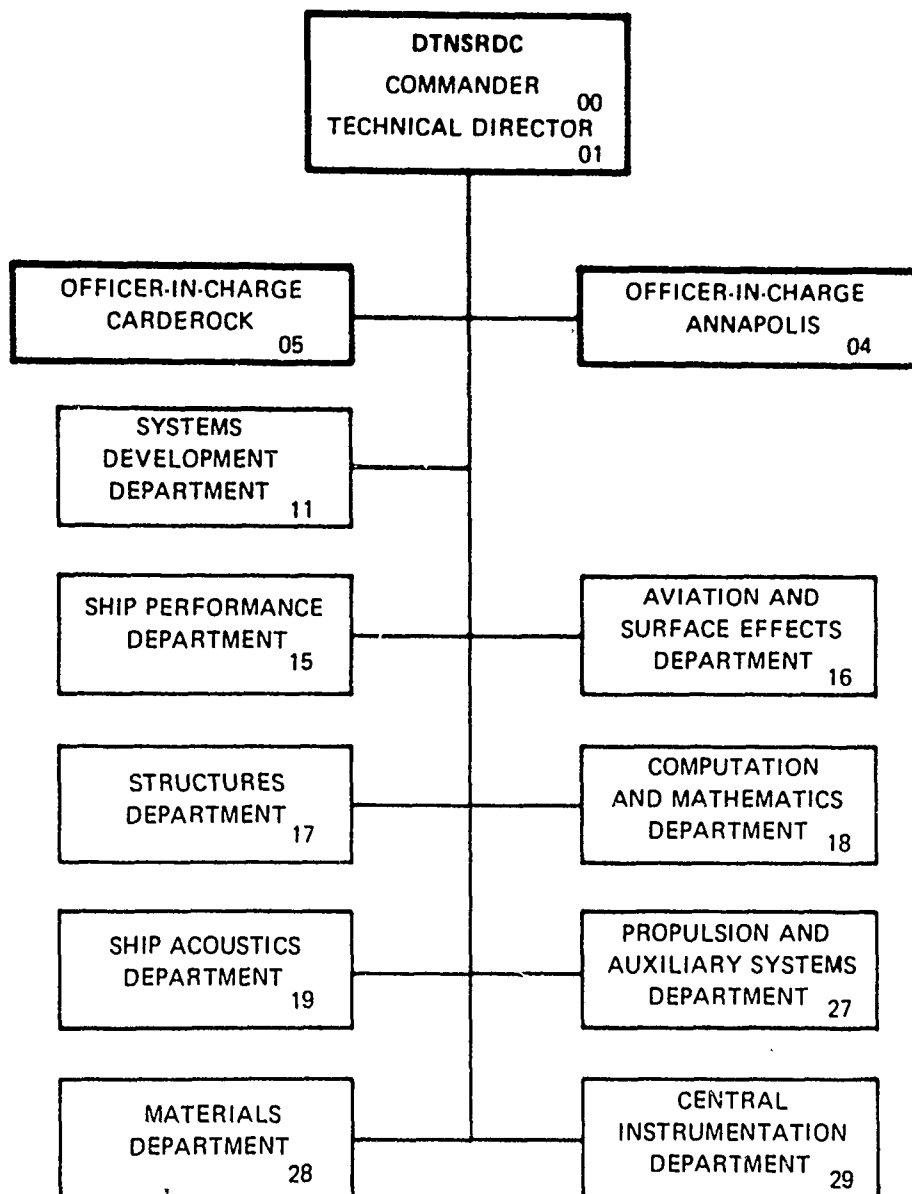 DTNSRDC
COMMANDER
00
TECHNICAL DIRECTOR
01
OFFICER-IN-CHARGE
CARDEROCK
05
OFFICER-IN-CHARGE
ANNAPOLIS
04
SYSTEMS
DEVELOPMENT
DEPARTMENT
11
SHIP PERFORMANCE
DEPARTMENT
15
AVIATION AND
SURFACE EFFECTS
DEPARTMENT
16
STRUCTURES
DEPARTMENT
17
COMPUTATION
AND MATHEMATICS
DEPARTMENT
18
SHIP ACOUSTICS
DEPARTMENT
19
PROPULSION AND
AUXILIARY SYSTEMS
DEPARTMENT
27
MATERIALS
DEPARTMENT
28
CENTRAL
INSTRUMENTATION
DEPARTMENT
29